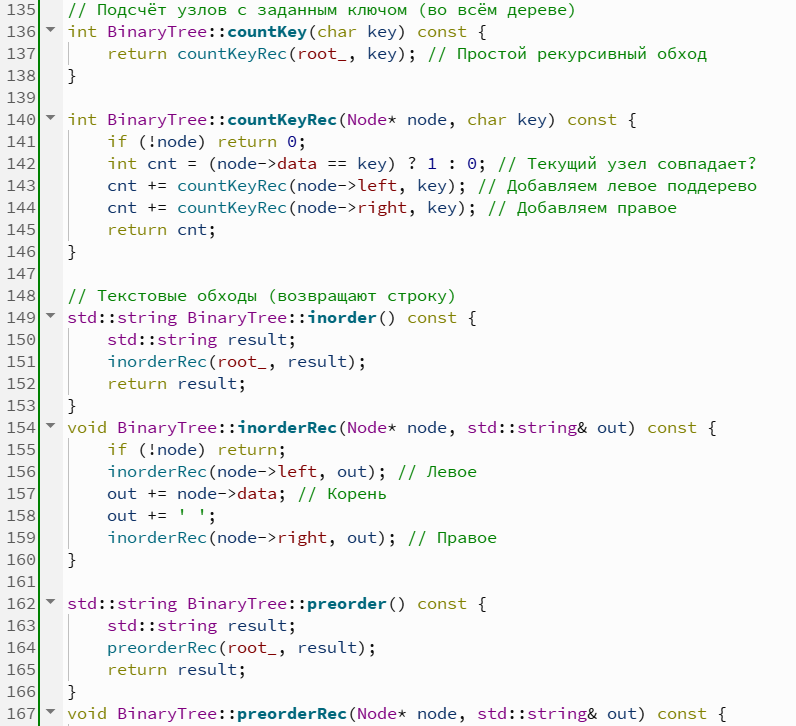 135 // Подсчёт узлов с заданным ключом (во всём дереве)
136 int BinaryTree::countKey(char key) const {
137     return countKeyRec(root_, key); // Простой рекурсивный обход
138 }
139
140 int BinaryTree::countKeyRec(Node* node, char key) const {
141     if (!node) return 0;
142     int cnt = (node->data == key) ? 1 : 0; // Текущий узел совпадает?
143     cnt += countKeyRec(node->left, key); // Добавляем левое поддерево
144     cnt += countKeyRec(node->right, key); // Добавляем правое
145     return cnt;
146 }
147
148 // Текстовые обходы (возвращают строку)
149 std::string BinaryTree::inorder() const {
150     std::string result;
151     inorderRec(root_, result);
152     return result;
153 }
154 void BinaryTree::inorderRec(Node* node, std::string& out) const {
155     if (!node) return;
156     inorderRec(node->left, out); // Левое
157     out += node->data; // Корень
158     out += ' ';
159     inorderRec(node->right, out); // Правое
160 }
161
162 std::string BinaryTree::preorder() const {
163     std::string result;
164     preorderRec(root_, result);
165     return result;
166 }
167 void BinaryTree::preorderRec(Node* node, std::string& out) const {